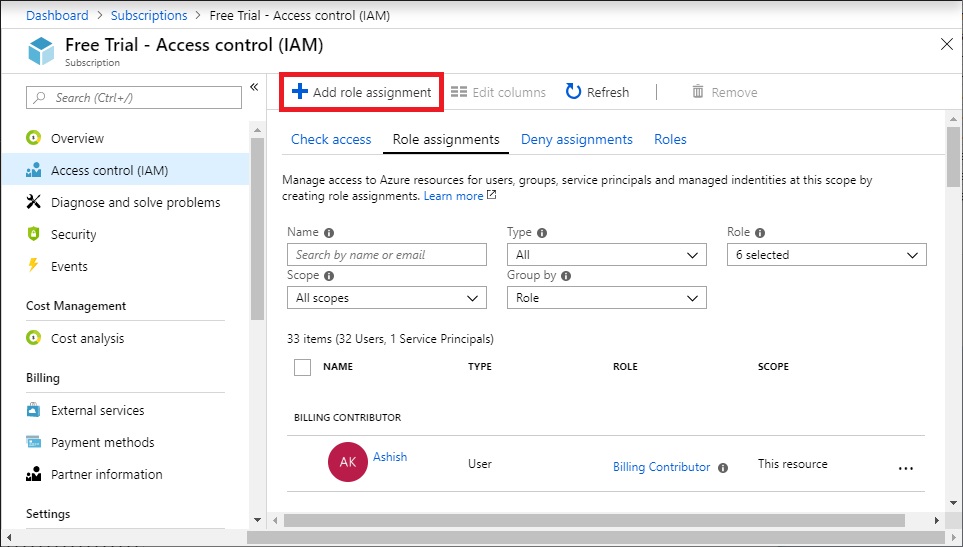 Dashboard > Subscriptions > Free Trial - Access control (IAM)
Free Trial - Access control (IAM)
Subscription
Search (Ctrl+/)
Overview
Access control (IAM)
Diagnose and solve problems
Security
Events
Cost Management
Cost analysis
Billing
External services
Payment methods
Partner information
Settings
Add role assignment Edit columns Refresh Remove
Check access Role assignments Deny assignments Roles
Manage access to Azure resources for users, groups, service principals and managed indentities at this scope by
creating role assignments. Learn more
Name Type Role
Search by name or email All 6 selected
Scope Group by
All scopes Role
33 items (32 Users, 1 Service Principals)
NAME TYPE ROLE SCOPE
BILLING CONTRIBUTOR
AK Ashish User Billing Contributor This resource ...